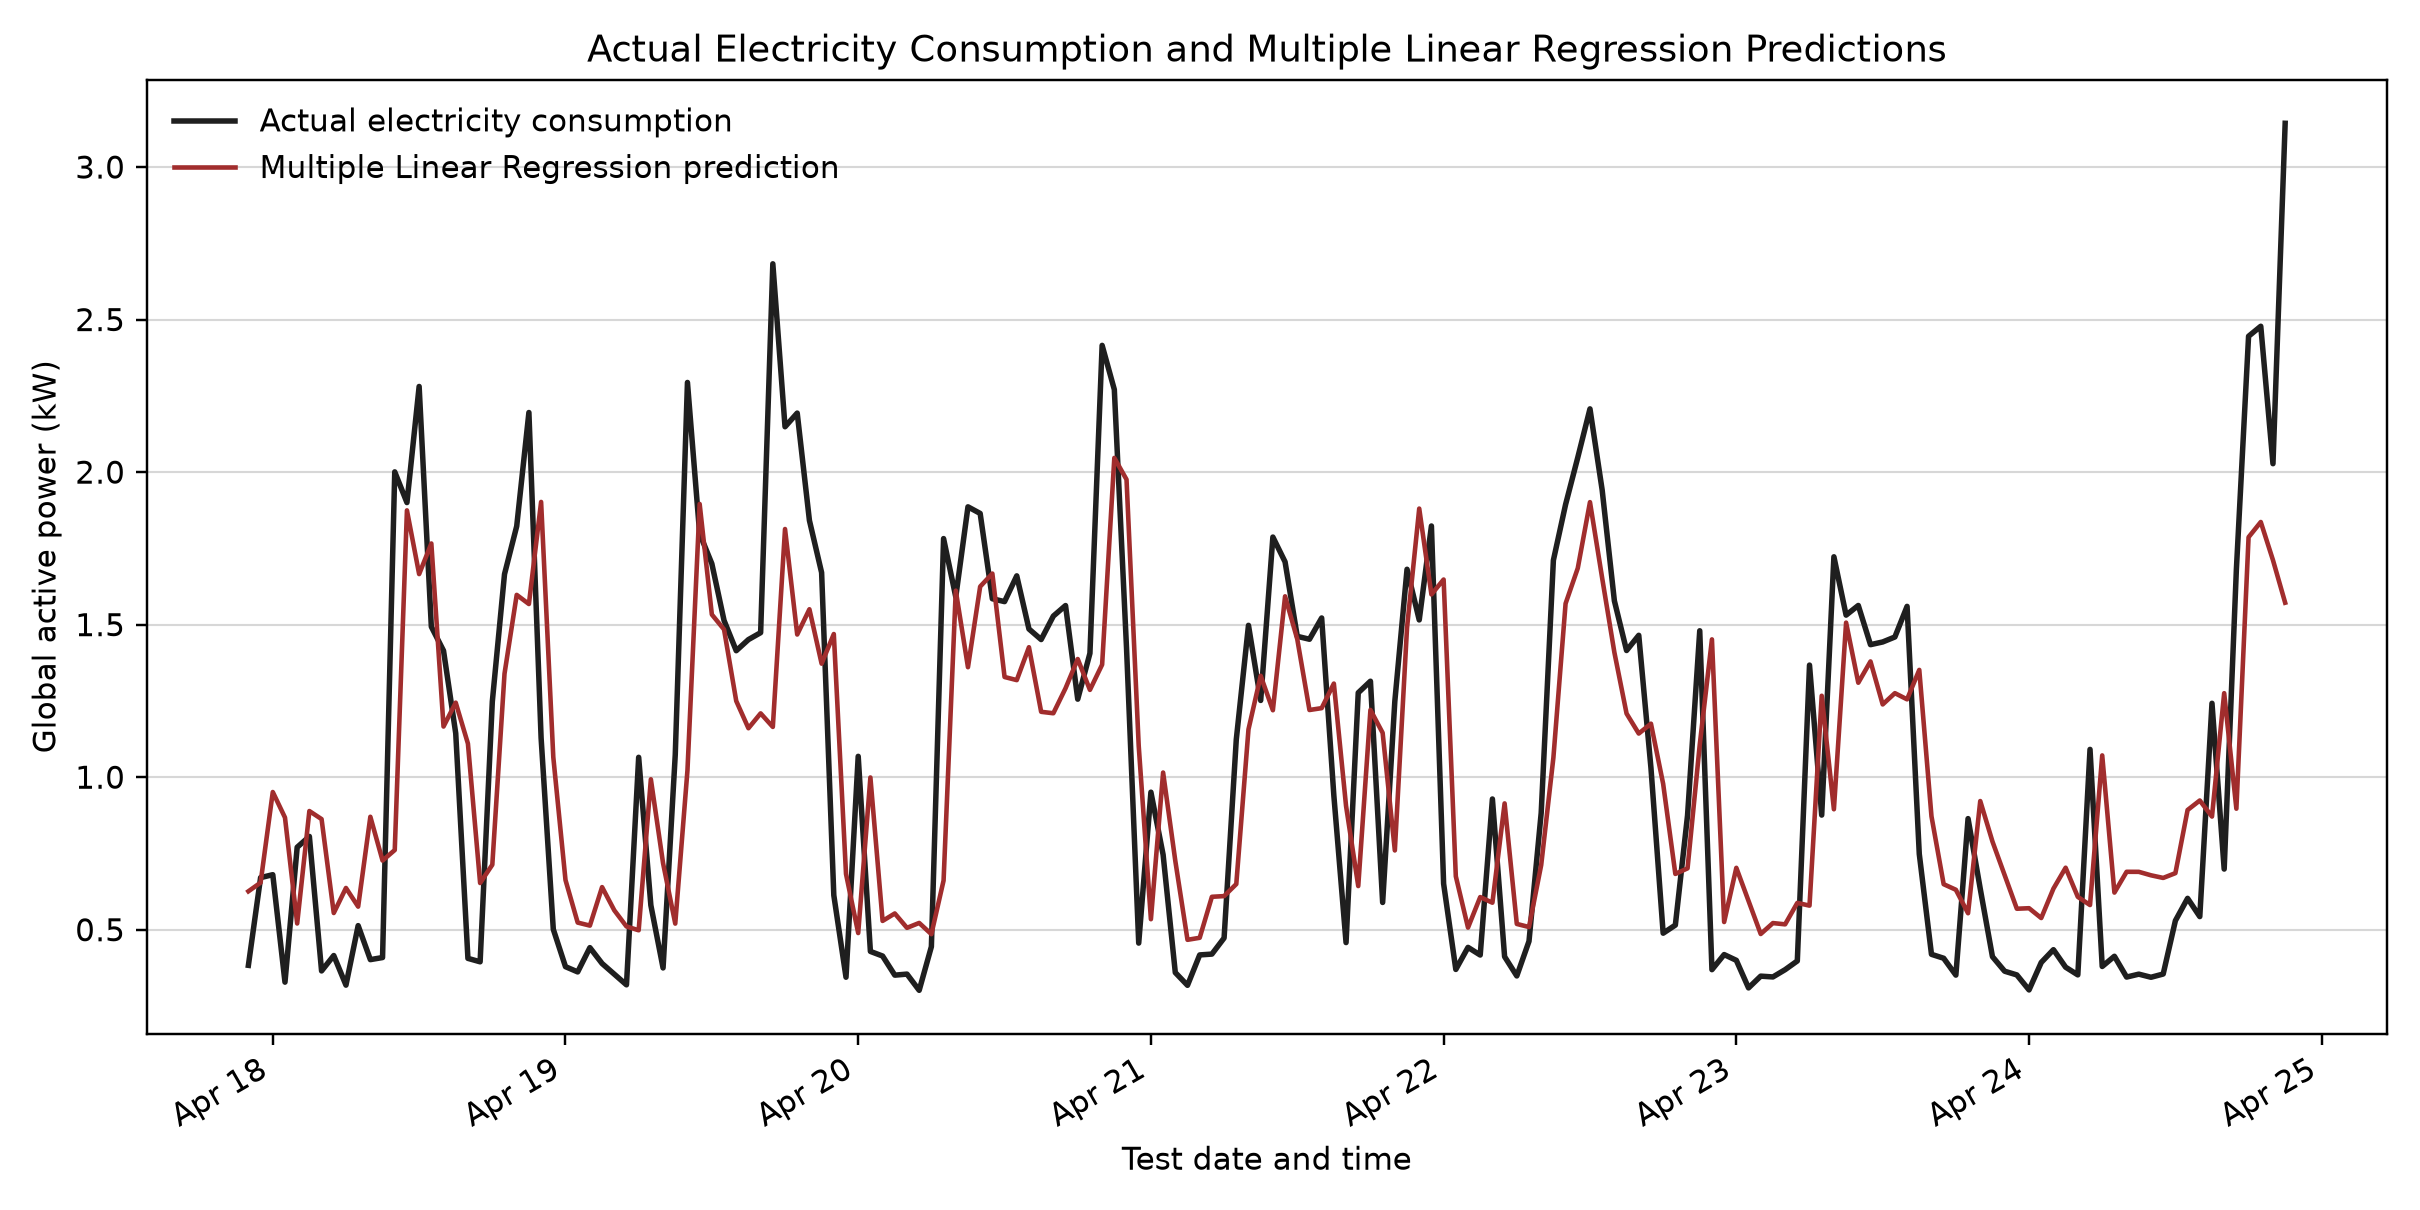 Actual Electricity Consumption and Multiple Linear Regression Predictions
Actual electricity consumption
Multiple Linear Regression prediction
Global active power (kW)
3.0
2.5
2.0
1.5
1.0
0.5
Apr 18
Apr 19
Apr 20
Apr 21
Apr 22
Apr 23
Apr 24
Apr 25
Test date and time